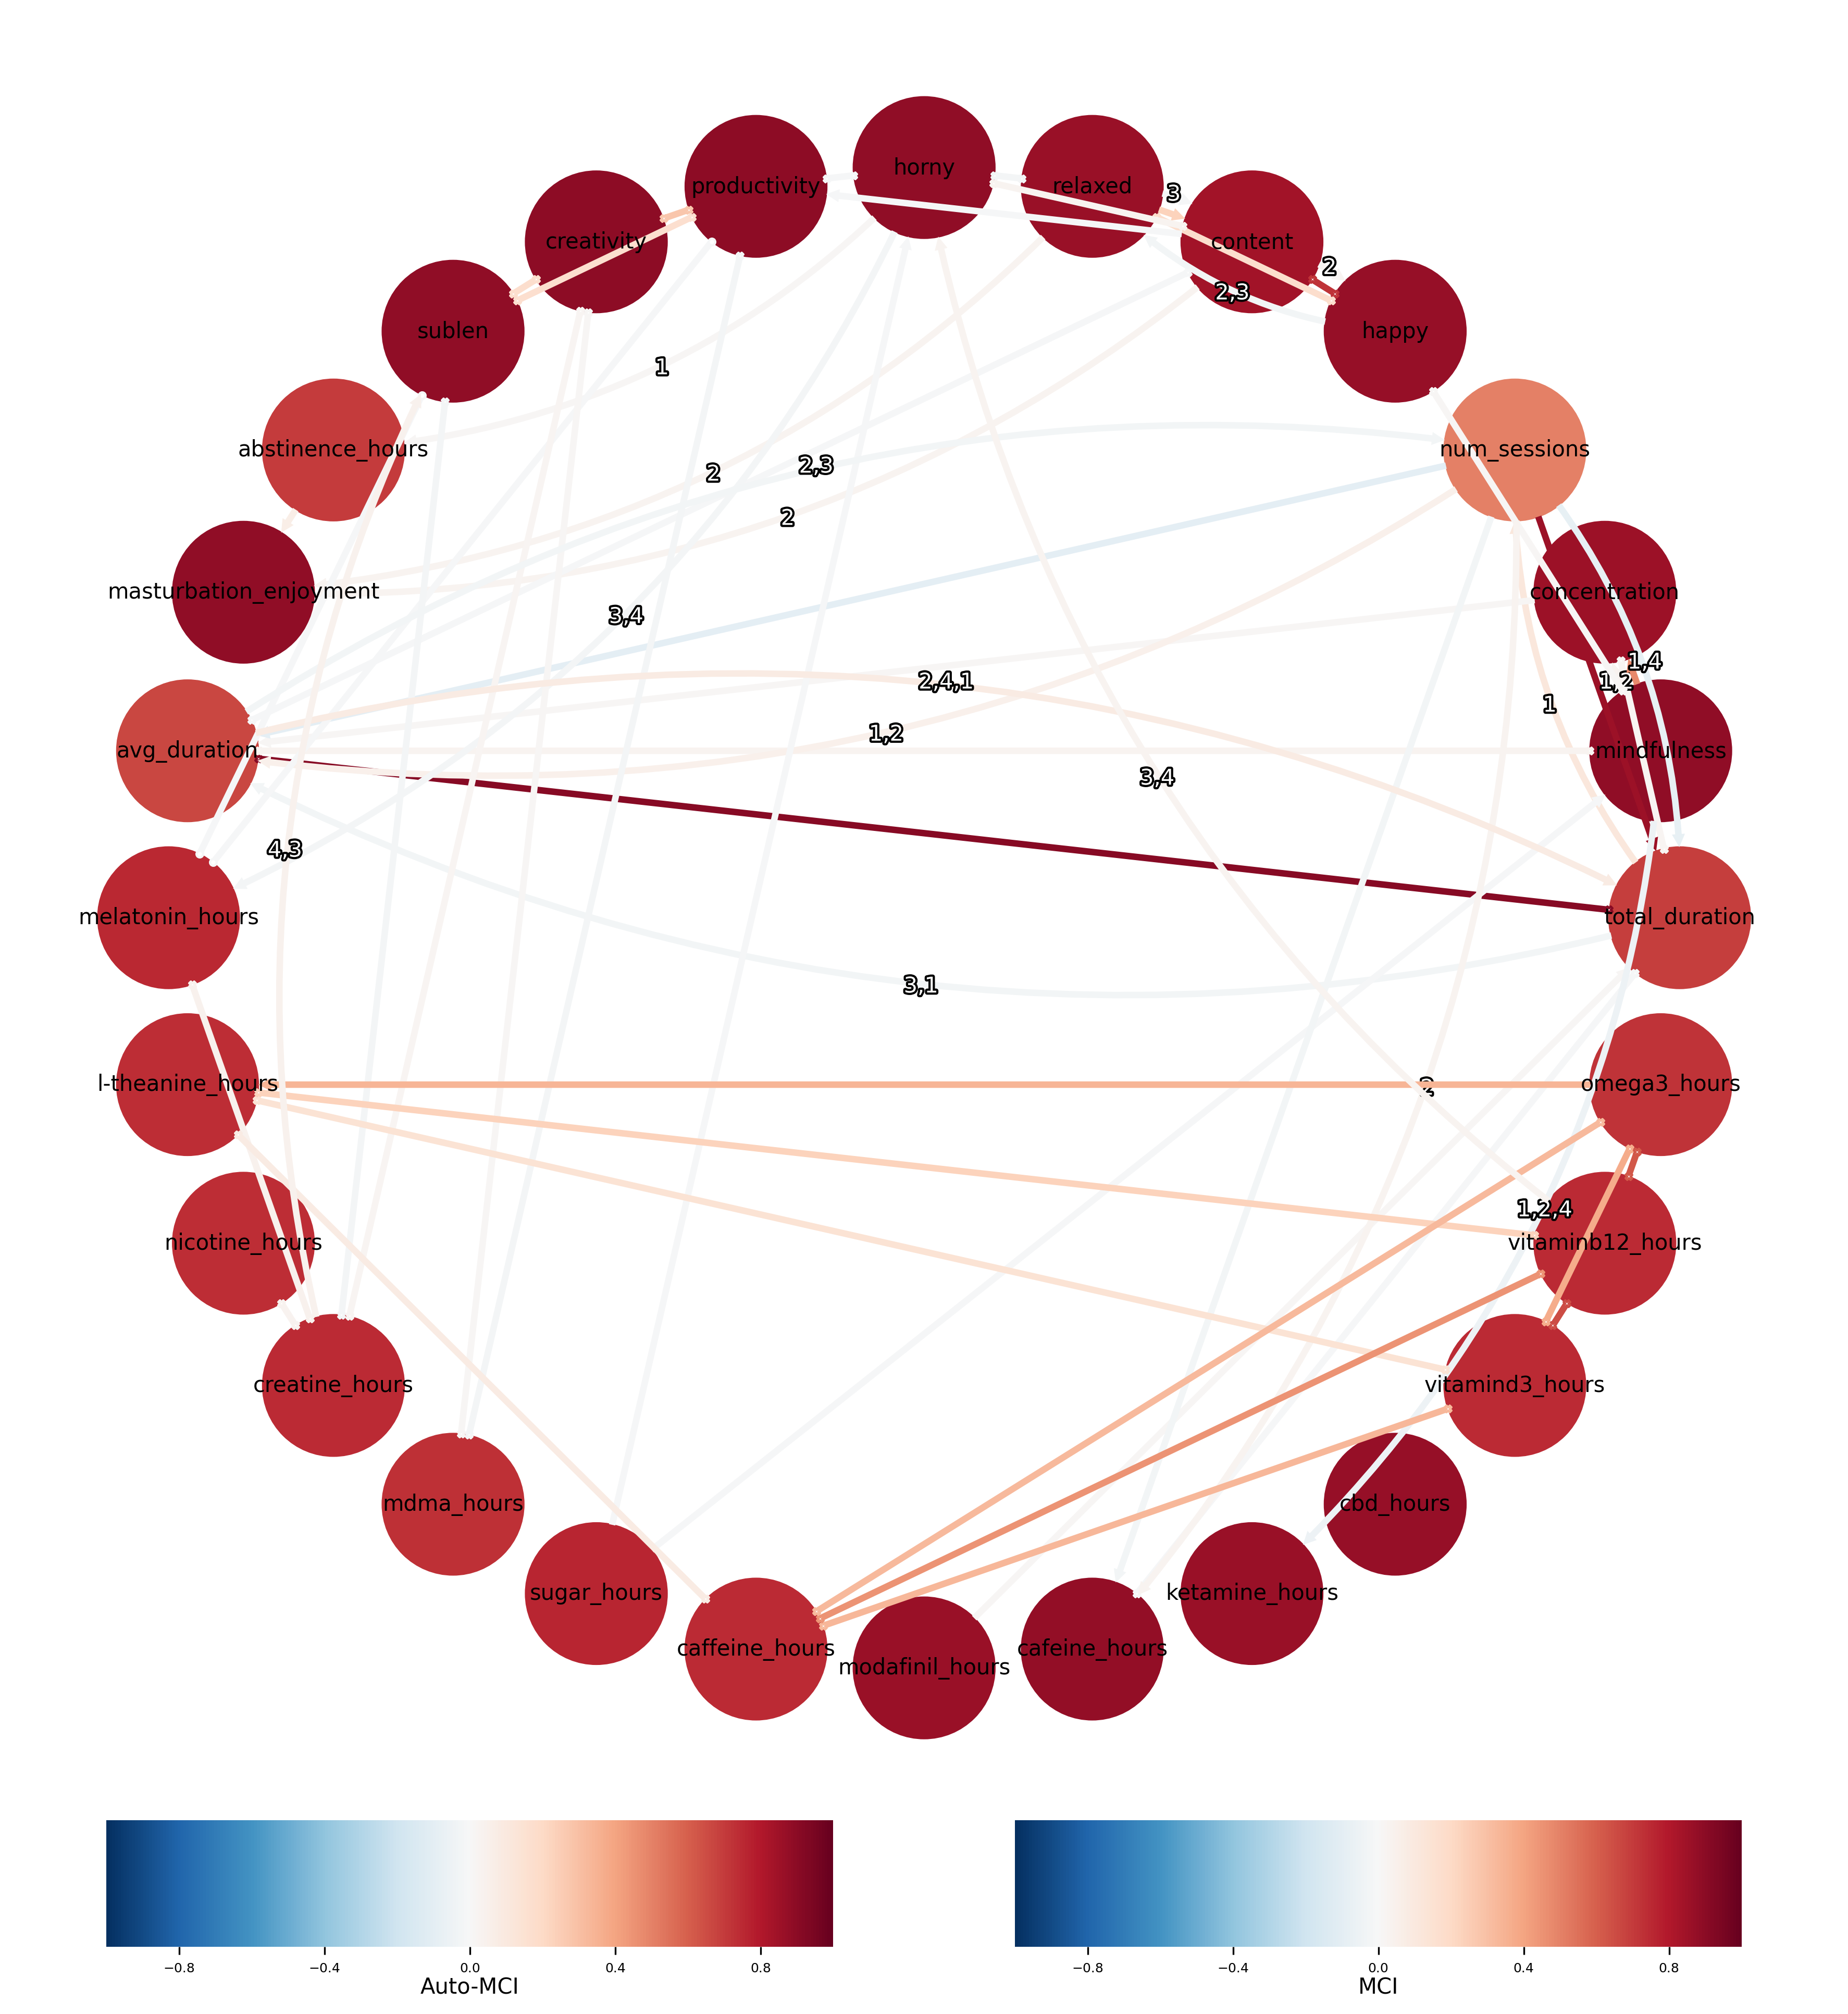 horny
productivity
relaxed
3
creativity
content
2
2,3
sublen
happy
1
abstinence_hours
num_sessions
2
2,3
2
masturbation_enjoyment
concentration
3,4
1,4
2,4,1
1,2
1
1,2
avg_duration
mindfulness
3,4
4,3
melatonin_hours
total_duration
3,1
l-theanine_hours
omega3_hours
1,2,4
nicotine_hours
vitaminb12_hours
creatine_hours
vitamind3_hours
mdma_hours
cbd_hours
sugar_hours
ketamine_hours
caffeine_hours
cafeine_hours
modafinil_hours
−0.8 −0.4 0.0 0.4 0.8
Auto-MCI
−0.8 −0.4 0.0 0.4 0.8
MCI